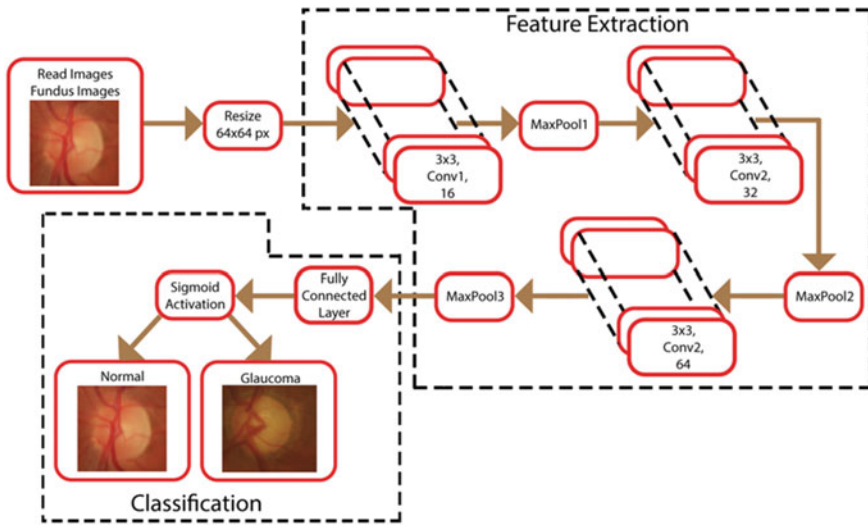 Feature Extraction
Read Images
Fundus Images
Resize
64x64 px
3x3,
Conv1,
16
MaxPool1
3x3,
Conv2,
32
MaxPool2
3x3,
Conv2,
64
MaxPool3
Fully
Connected
Layer
Sigmoid
Activation
Normal
Glaucoma
Classification